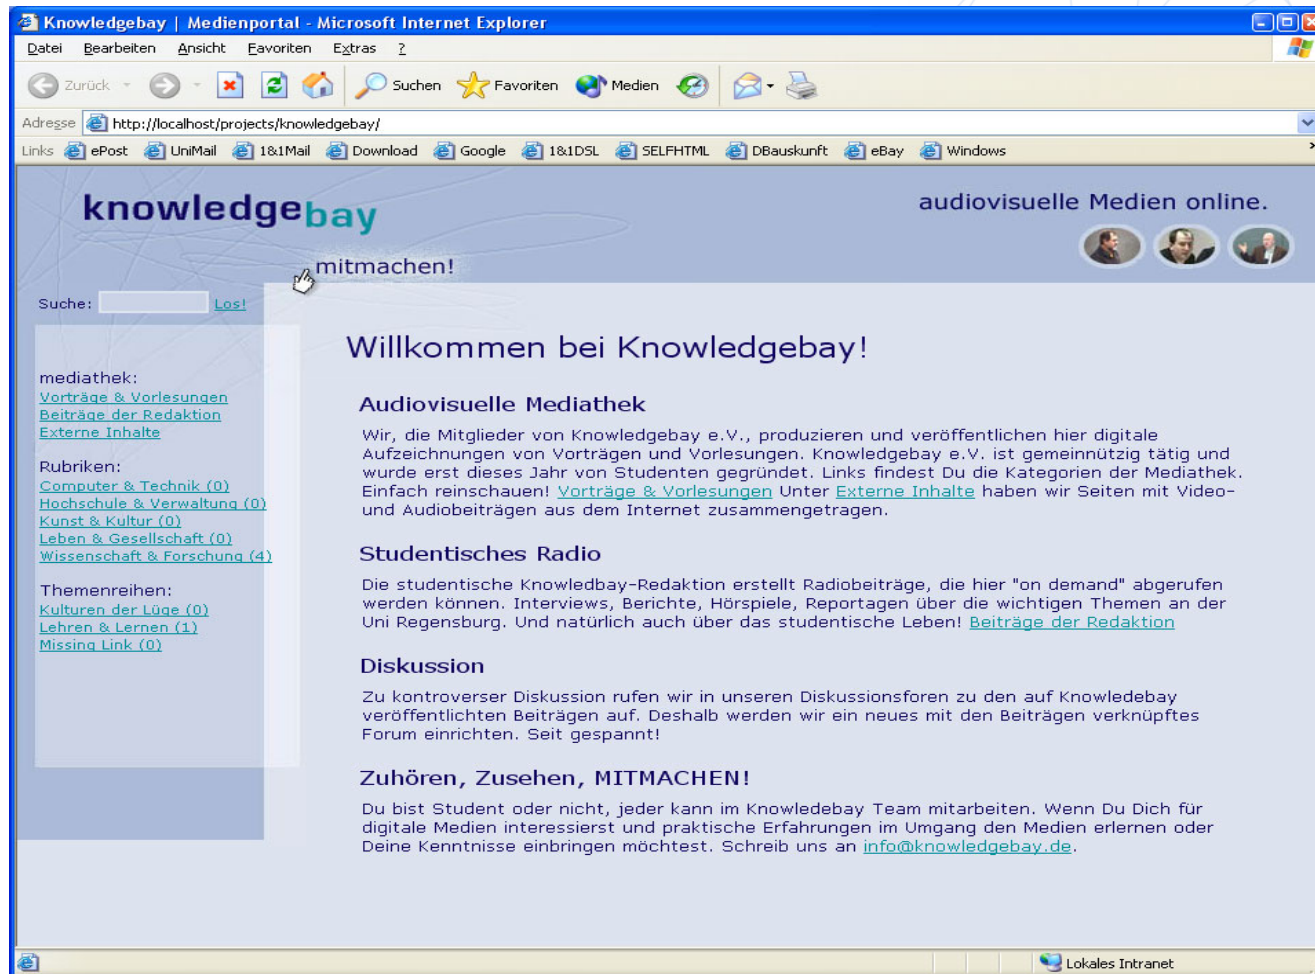 Knowledgebay | Medienportal - Microsoft Internet Explorer
Datei Bearbeiten Ansicht Favoriten Extras ?
Zurück Suchen Favoriten Medien
Adresse http://localhost/projects/knowledgebay/
Links ePost UniMail 1&1Mail Download Google 1&1DSL SELFHTML DBauskunft eBay Windows
knowledgebay
audiovisuelle Medien online.
mitmachen!
Suche: Los!
mediathek:
Vorträge & Vorlesungen
Beiträge der Redaktion
Externe Inhalte
Rubriken:
Computer & Technik (0)
Hochschule & Verwaltung (0)
Kunst & Kultur (0)
Leben & Gesellschaft (0)
Wissenschaft & Forschung (4)
Themenreihen:
Kulturen der Lüge (0)
Lehren & Lernen (1)
Missing Link (0)
Willkommen bei Knowledgebay!
Audiovisuelle Mediathek
Wir, die Mitglieder von Knowledgebay e.V., produzieren und veröffentlichen hier digitale
Aufzeichnungen von Vorträgen und Vorlesungen. Knowledgebay e.V. ist gemeinnützig tätig und
wurde erst dieses Jahr von Studenten gegründet. Links findest Du die Kategorien der Mediathek.
Einfach reinschauen! Vorträge & Vorlesungen Unter Externe Inhalte haben wir Seiten mit Video-
und Audiobeiträgen aus dem Internet zusammengetragen.
Studentisches Radio
Die studentische Knowledbay-Redaktion erstellt Radiobeiträge, die hier "on demand" abgerufen
werden können. Interviews, Berichte, Hörspiele, Reportagen über die wichtigen Themen an der
Uni Regensburg. Und natürlich auch über das studentische Leben! Beiträge der Redaktion
Diskussion
Zu kontroverser Diskussion rufen wir in unseren Diskussionsforen zu den auf Knowledebay
veröffentlichten Beiträgen auf. Deshalb werden wir ein neues mit den Beiträgen verknüpftes
Forum einrichten. Seit gespannt!
Zuhören, Zusehen, MITMACHEN!
Du bist Student oder nicht, jeder kann im Knowledebay Team mitarbeiten. Wenn Du Dich für
digitale Medien interessierst und praktische Erfahrungen im Umgang den Medien erlernen oder
Deine Kenntnisse einbringen möchtest. Schreib uns an info@knowledgebay.de.
Lokales Intranet